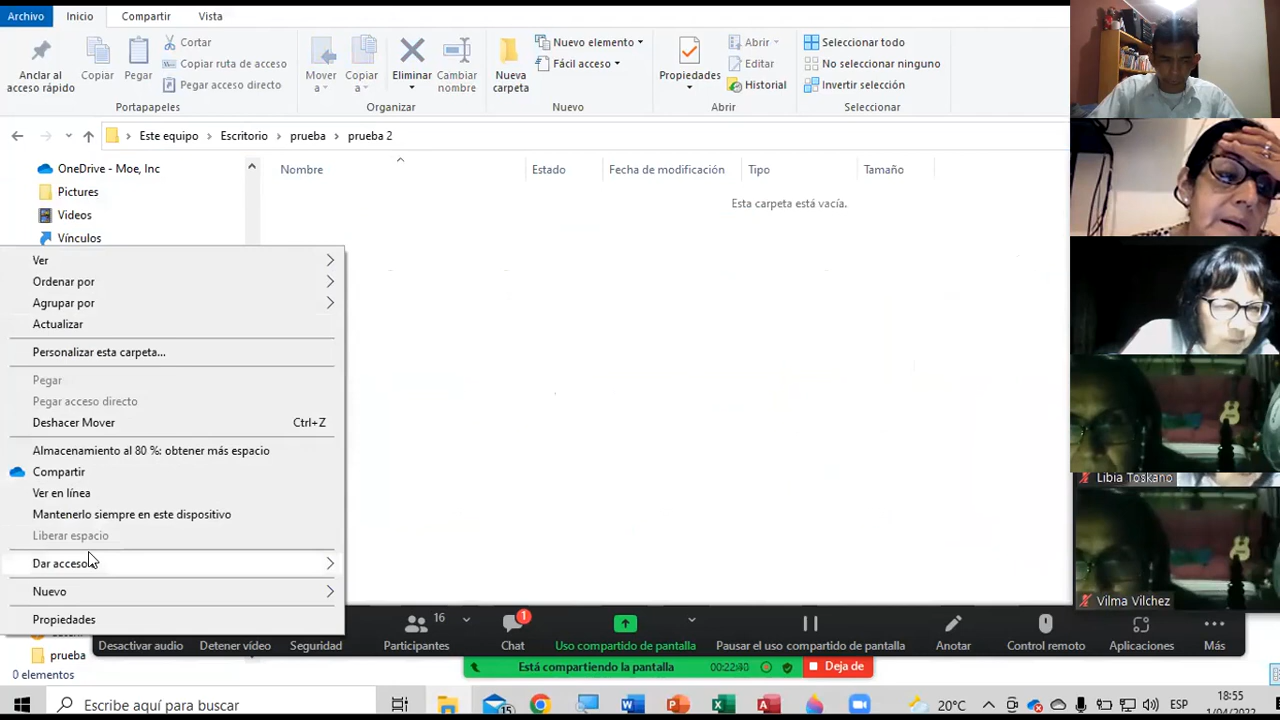 Archivo Inicio Compartir Vista
Anclar al acceso rápido
Copiar
Pegar
Cortar
Copiar ruta de acceso
Pegar acceso directo
Portapapeles
Mover a
Copiar a
Eliminar
Cambiar nombre
Organizar
Nueva carpeta
Nuevo elemento
Fácil acceso
Nuevo
Propiedades
Abrir
Editar
Historial
Abrir
Seleccionar todo
No seleccionar ninguno
Invertir selección
Seleccionar
Este equipo Escritorio prueba prueba 2
OneDrive - Moe, Inc
Pictures
Videos
Vínculos
Nombre Estado Fecha de modificación Tipo Tamaño
Esta carpeta está vacía.
Ver
Ordenar por
Agrupar por
Actualizar
Personalizar esta carpeta...
Pegar
Pegar acceso directo
Deshacer Mover Ctrl+Z
Almacenamiento al 80 %: obtener más espacio
Compartir
Ver en línea
Mantenerlo siempre en este dispositivo
Liberar espacio
Dar acceso
Nuevo
Propiedades
prueba
0 elementos
Libia Toskano
Vilma Vilchez
16
1
Desactivar audio Detener video Seguridad Participantes Chat Uso compartido de pantalla Pausar el uso compartido de pantalla Anotar Control remoto Aplicaciones Más
Está compartiendo la pantalla 00:22:40 Deja de
Escribe aquí para buscar
15
20°C
ESP
18:55
1/04/2022